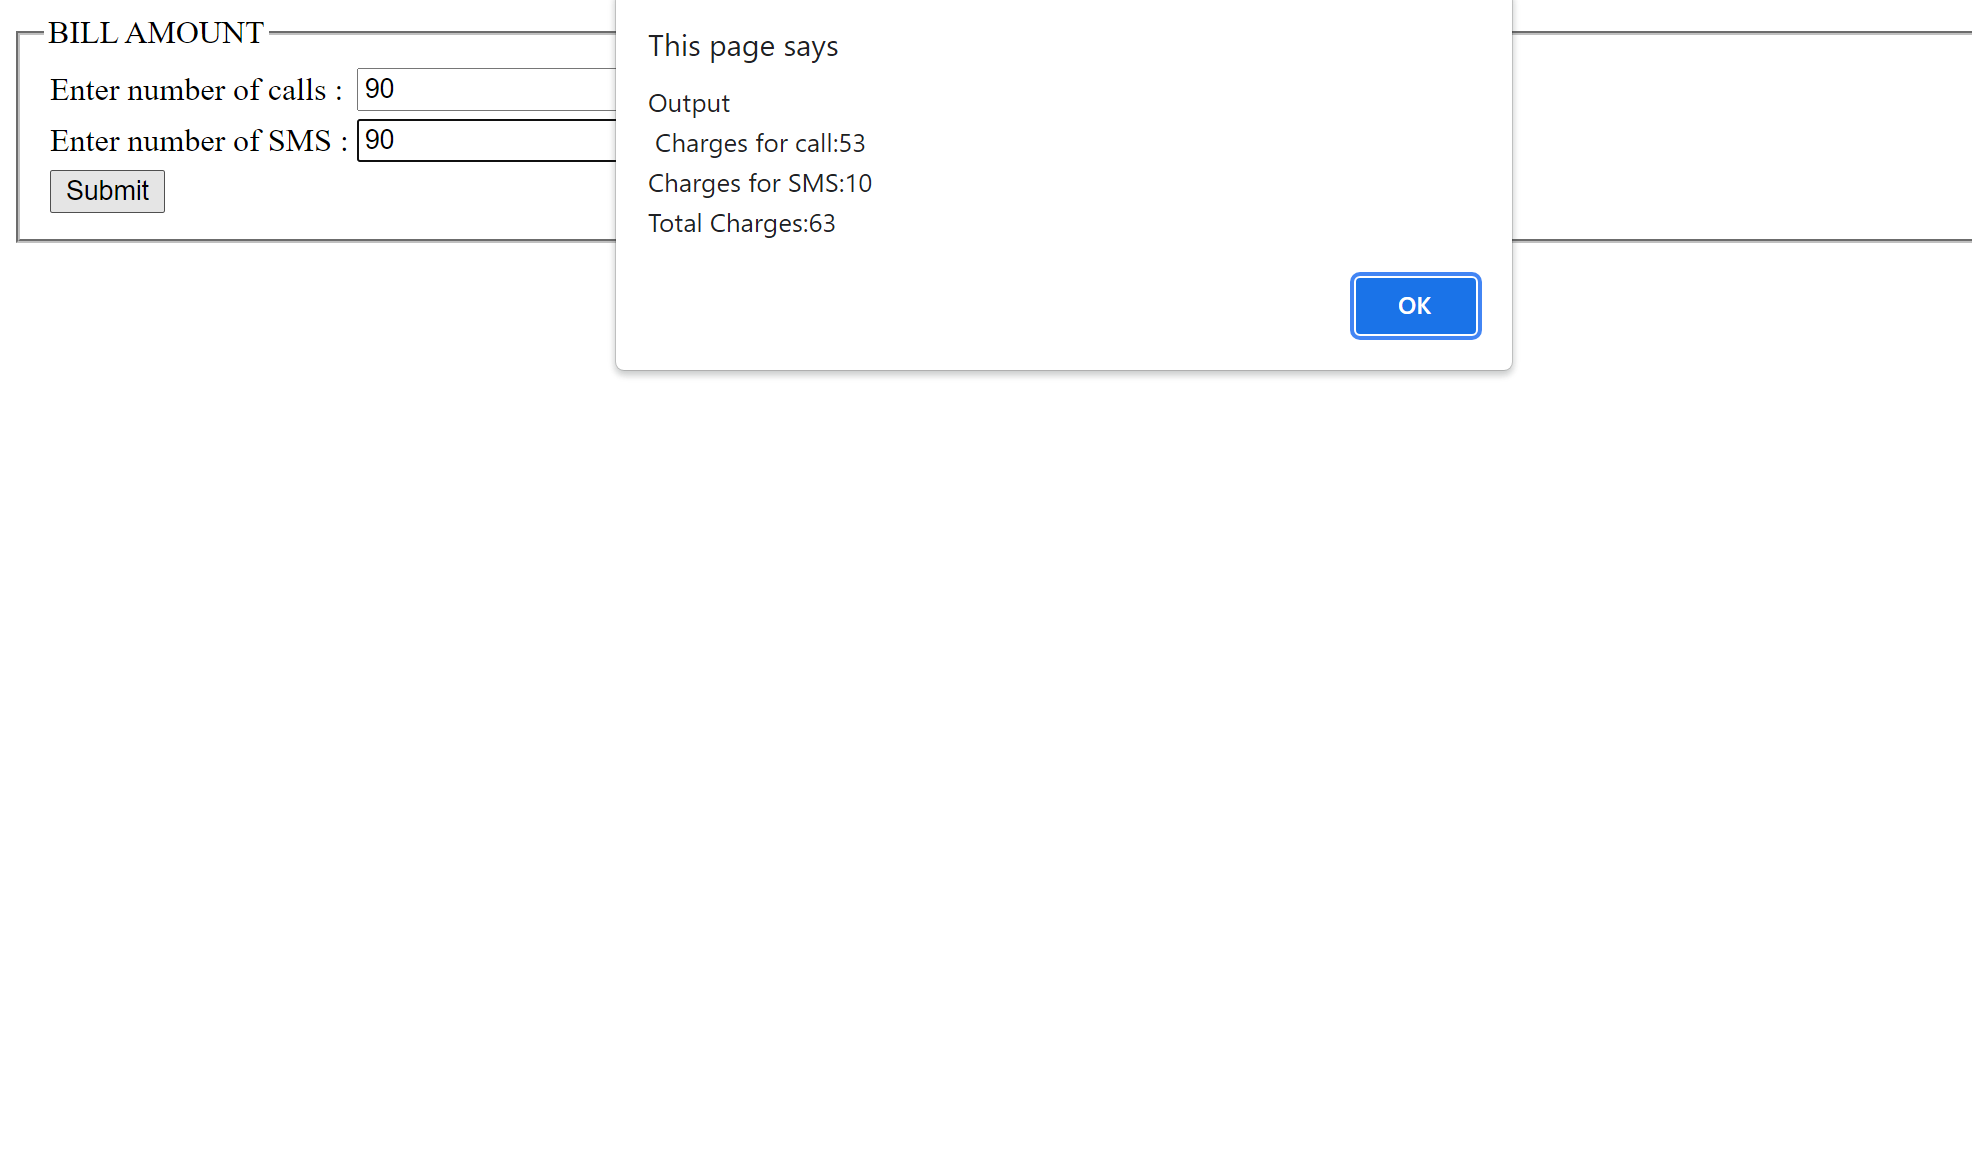 BILL AMOUNT
Enter number of calls : 90
Enter number of SMS : 90
Submit
This page says
Output
Charges for call:53
Charges for SMS:10
Total Charges:63
OK